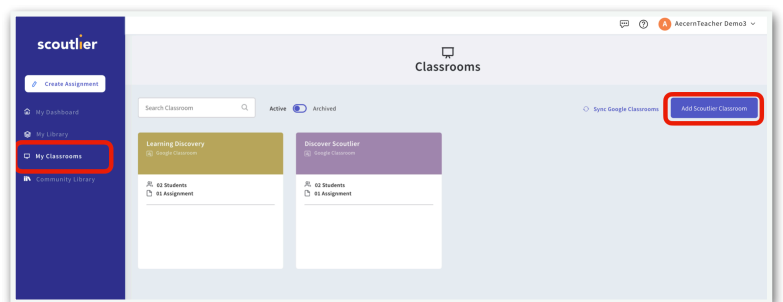 AecernTeacher Demo3
scoutlier
Create Assignment
My Dashboard
My Library
My Classrooms
Community Library
Classrooms
Search Classroom
Active
Archived
Sync Google Classrooms
Add Scoutlier Classroom
Learning Discovery
Google Classroom
02 Students
01 Assignment
Discover Scoutlier
Google Classroom
02 Students
01 Assignment